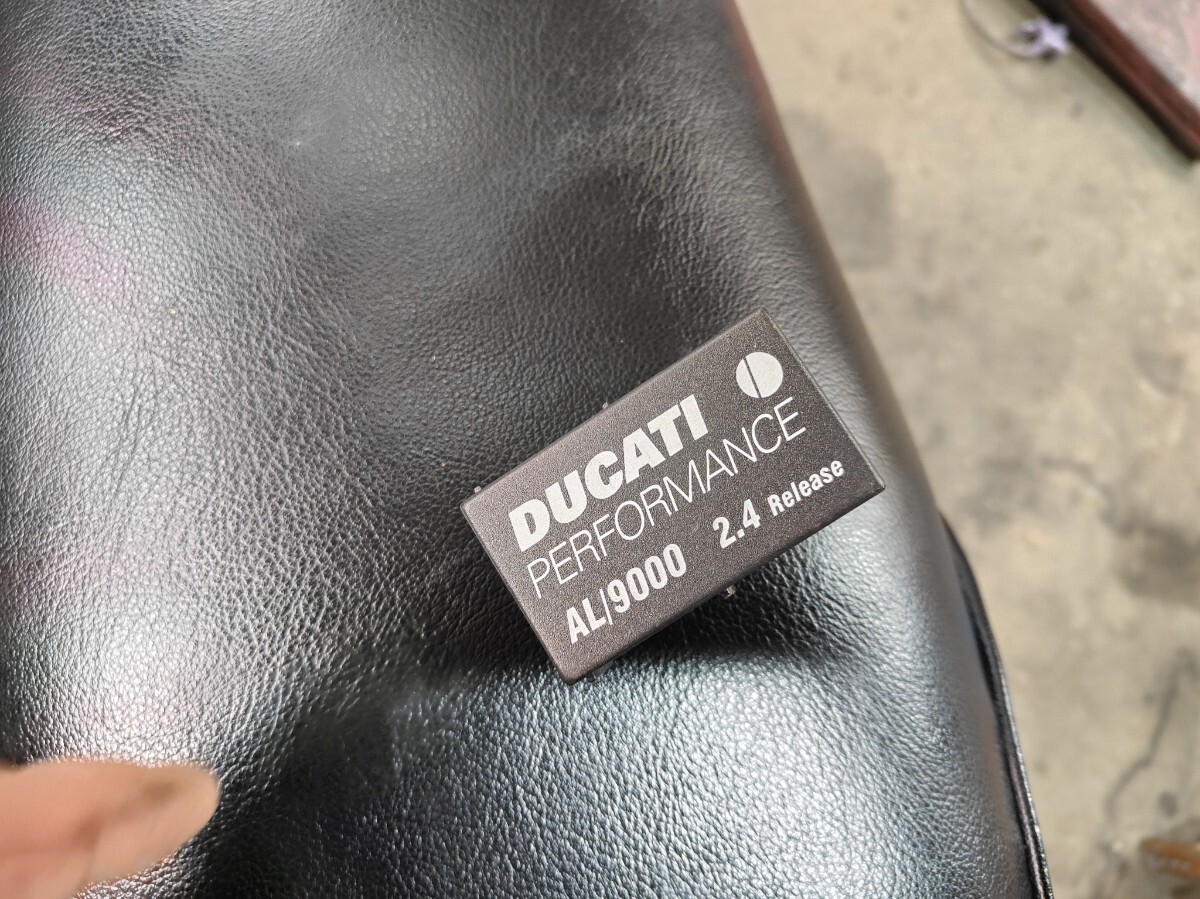 DUCATI
PERFORMANCE
AL/9000 2.4 Release